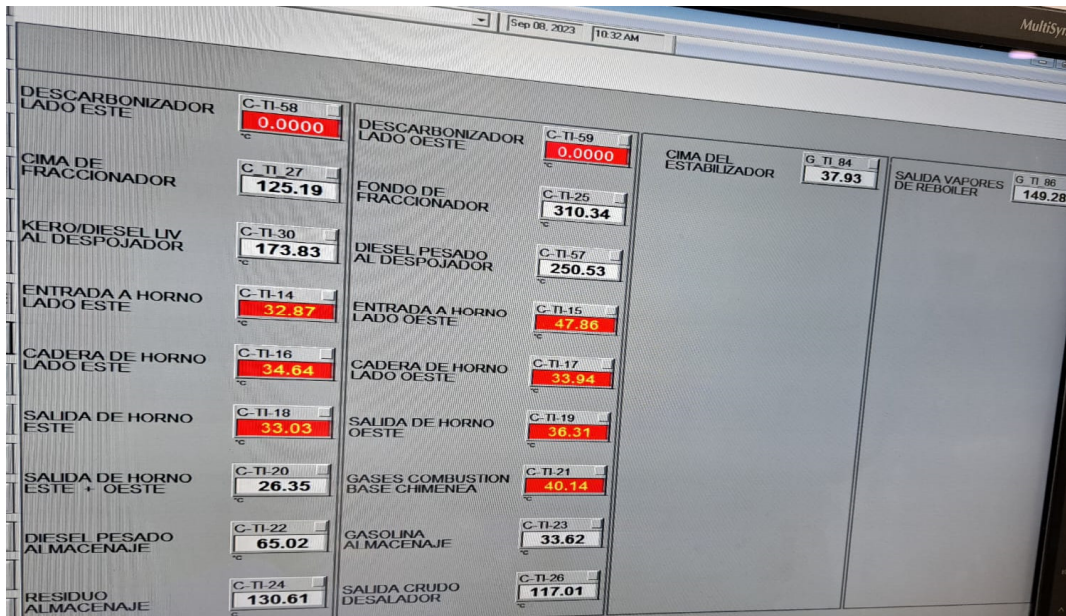 MultiSyn
Sep 08, 2023 10:32 AM
DESCARBONIZADOR
LADO ESTE
C-TI-58
0.0000
°C
CIMA DE
FRACCIONADOR
C_TI_27
125.19
°C
KERO/DIESEL LIV
AL DESPOJADOR
C-TI-30
173.83
°C
ENTRADA A HORNO
LADO ESTE
C-TI-14
32.87
°C
CADERA DE HORNO
LADO ESTE
C-TI-16
34.64
°C
SALIDA DE HORNO
ESTE
C-TI-18
33.03
°C
SALIDA DE HORNO
ESTE + OESTE
C-TI-20
26.35
°C
DIESEL PESADO
ALMACENAJE
C-TI-22
65.02
°C
RESIDUO
ALMACENAJE
C-TI-24
130.61
DESCARBONIZADOR
LADO OESTE
C-TI-59
0.0000
°C
FONDO DE
FRACCIONADOR
C-TI-25
310.34
°C
DIESEL PESADO
AL DESPOJADOR
C-TI-57
250.53
°C
ENTRADA A HORNO
LADO OESTE
C-TI-15
47.86
°C
CADERA DE HORNO
LADO OESTE
C-TI-17
33.94
°C
SALIDA DE HORNO
OESTE
C-TI-19
36.31
°C
GASES COMBUSTION
BASE CHIMENEA
C-TI-21
40.14
°C
GASOLINA
ALMACENAJE
C-TI-23
33.62
°C
SALIDA CRUDO
DESALADOR
C-TI-26
117.01
°C
CIMA DEL
ESTABILIZADOR
G_TI_84
37.93
SALIDA VAPORES
DE REBOILER
G_TI_86
149.28